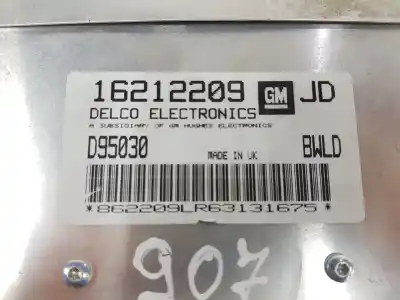 16212209 GM JD
DELCO ELECTRONICS
A SUBSIDIARY OF GM HUGHES ELECTRONICS
D95030 MADE IN UK BWLD
*862209LR63131675*
907